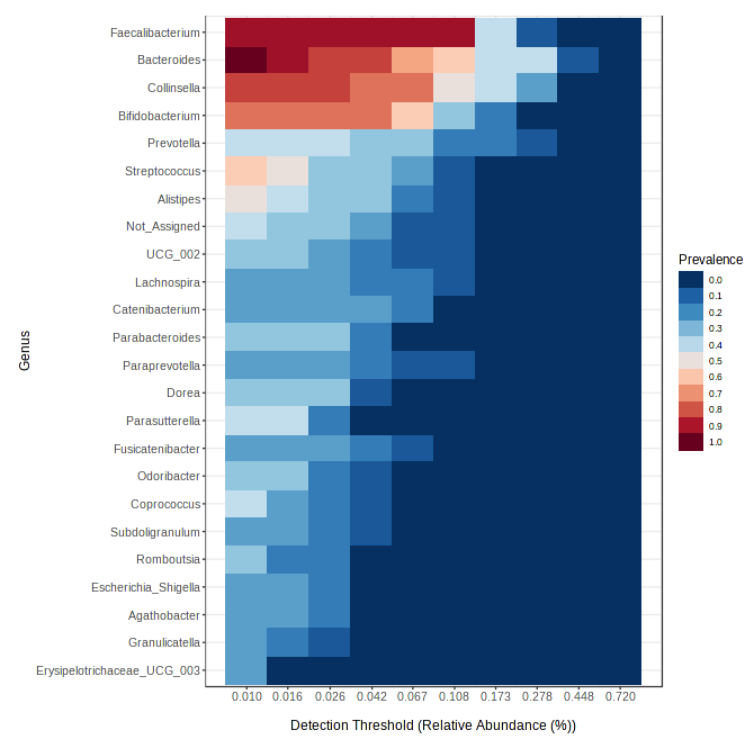 Faecalibacterium
Bacteroides
Collinsella
Bifidobacterium
Prevotella
Streptococcus
Alistipes
Not_Assigned
UCG_002
Lachnospira
Catenibacterium
Parabacteroides
Paraprevotella
Dorea
Parasutterella
Fusicatenibacter
Odoribacter
Coprococcus
Subdoligranulum
Romboutsia
Escherichia_Shigella
Agathobacter
Granulicatella
Erysipelotrichaceae_UCG_003
Genus
0.010 0.016 0.026 0.042 0.067 0.108 0.173 0.278 0.448 0.720
Detection Threshold (Relative Abundance (%))
Prevalence
0.0
0.1
0.2
0.3
0.4
0.5
0.6
0.7
0.8
0.9
1.0